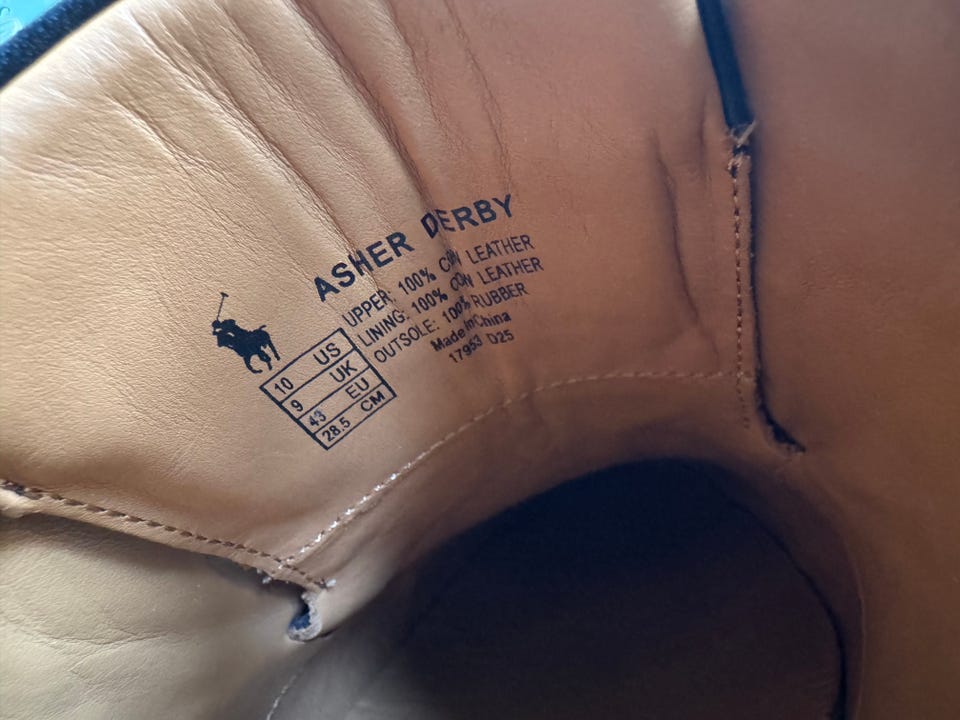 ASHER DERBY
UPPER: 100% COW LEATHER
LINING: 100% COW LEATHER
OUTSOLE: 100% RUBBER
Made in China
17953 D25
10 US
9 UK
43 EU
28.5 CM